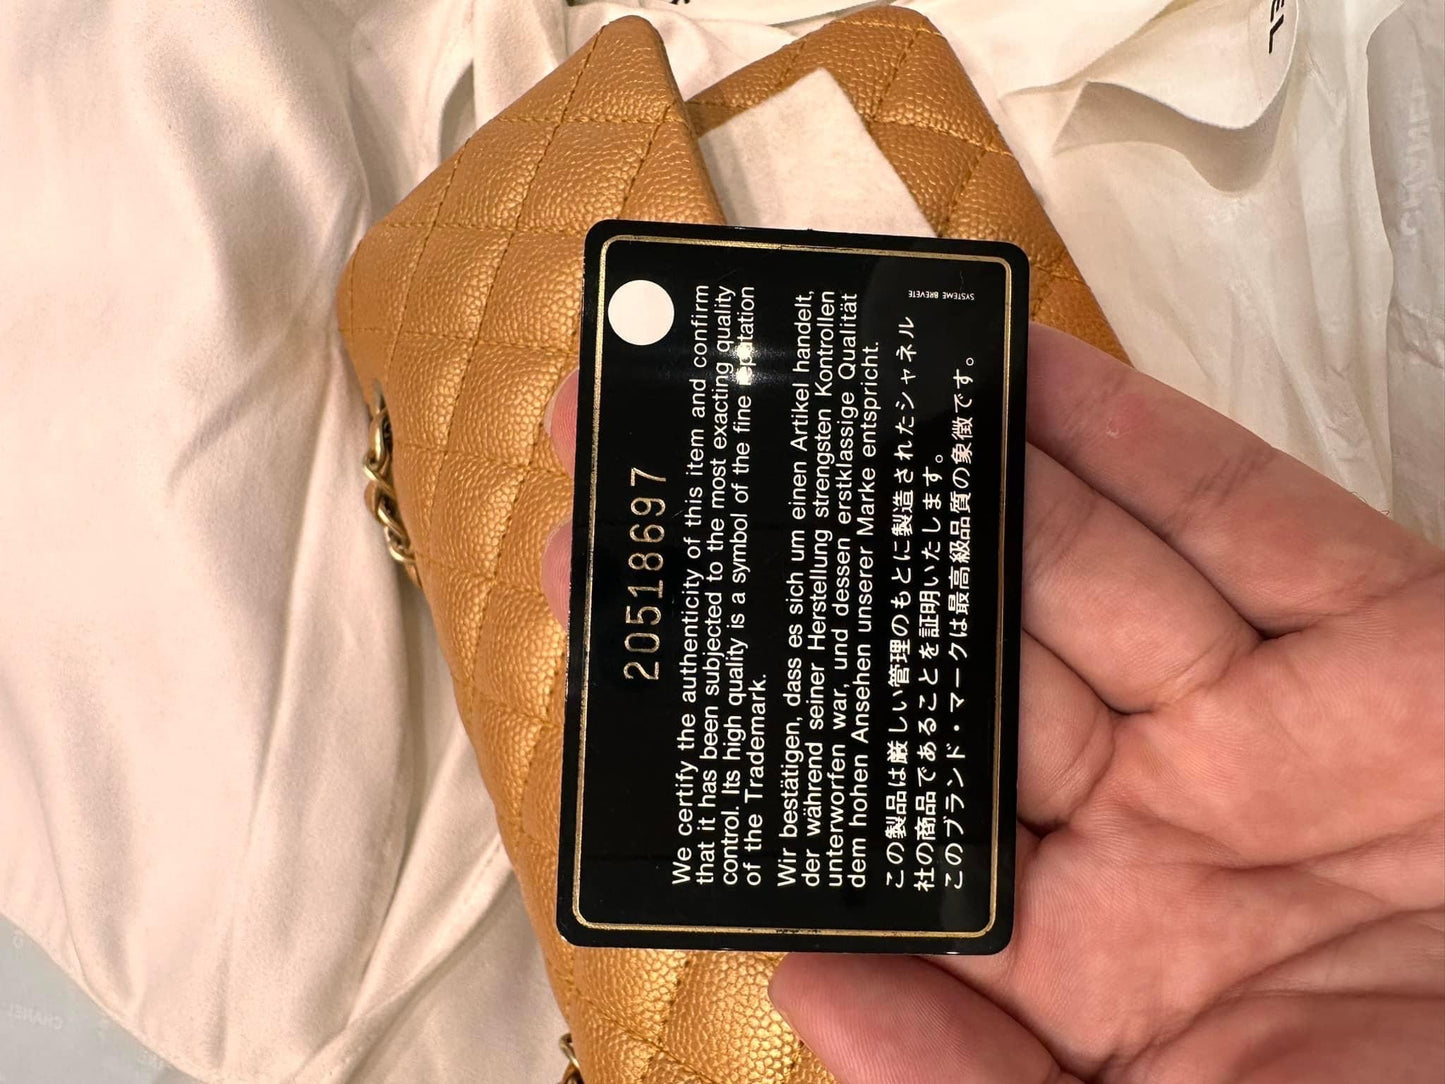 20518697
We certify the authenticity of this item and confirm
that it has been subjected to the most exacting quality
control. Its high quality is a symbol of the fine reputation
of the Trademark.
Wir bestätigen, dass es sich um einen Artikel handelt,
der während seiner Herstellung strengsten Kontrollen
unterworfen war, und dessen erstklassige Qualität
dem hohen Ansehen unserer Marke entspricht.
この製品は厳しい管理のもとに製造されたシャネル
社の商品であることを証明いたします。
このブランド・マークは最高級品質の象徴です。
SYSTEME BREVETE
EL
CHANEL
CHANEL